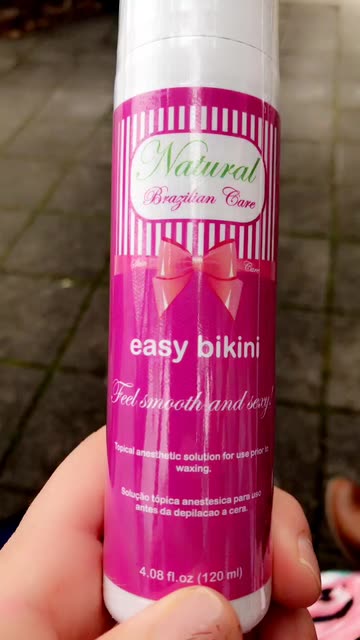 Natural
Brazilian Care
Care
easy bikini
Feel smooth and sexy!
Topical anesthetic solution for use prior to
waxing.
Solução tópica anestesica para uso
antes da depilacao a cera.
4.08 fl.oz (120 ml)